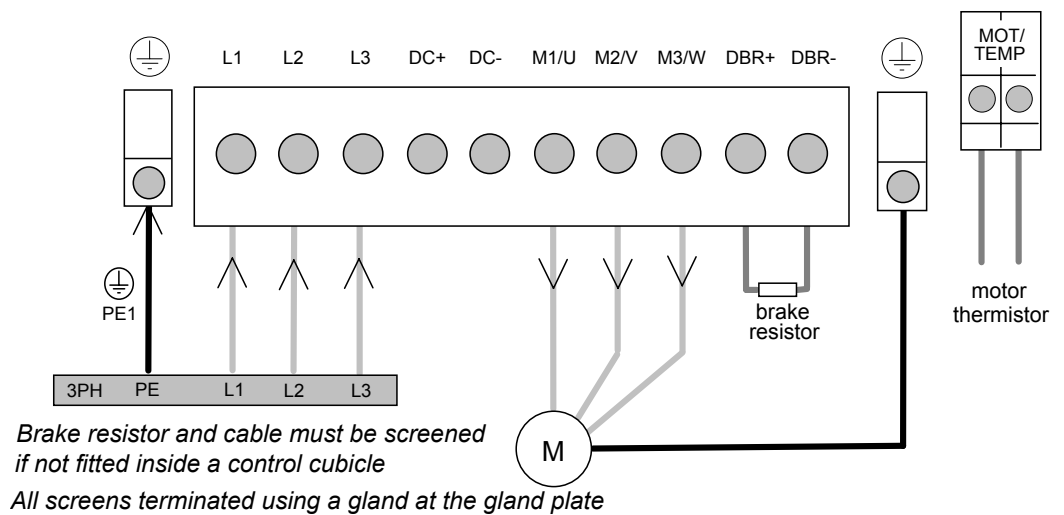 MOT/
TEMP
L1 L2 L3 DC+ DC- M1/U M2/V M3/W DBR+ DBR-
PE1
motor
thermistor
brake
resistor
3PH PE L1 L2 L3
M
Brake resistor and cable must be screened
if not fitted inside a control cubicle
All screens terminated using a gland at the gland plate